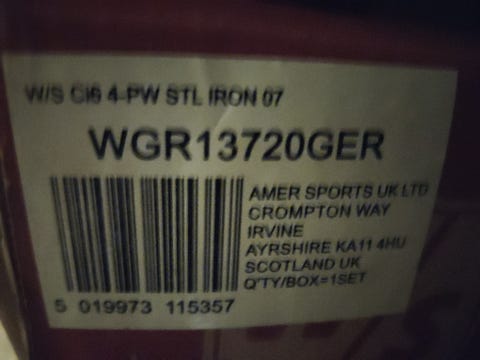 W/S Ci6 4-PW STL IRON 07
WGR13720GER
AMER SPORTS UK LTD
CROMPTON WAY
IRVINE
AYRSHIRE KA11 4HU
SCOTLAND UK
Q'TY/BOX=1SET
5 019973 115357